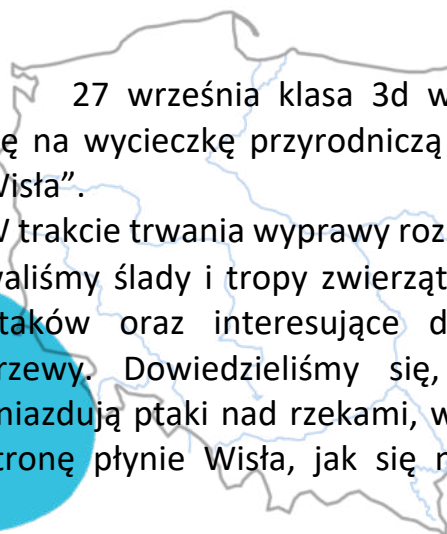 27 września klasa 3d w
ę na wycieczkę przyrodniczą
Wisła”.
W trakcie trwania wyprawy roz
waliśmy ślady i tropy zwierząt
taków oraz interesujące d
rzewy. Dowiedzieliśmy się,
niazdują ptaki nad rzekami, w
tronę płynie Wisła, jak się n